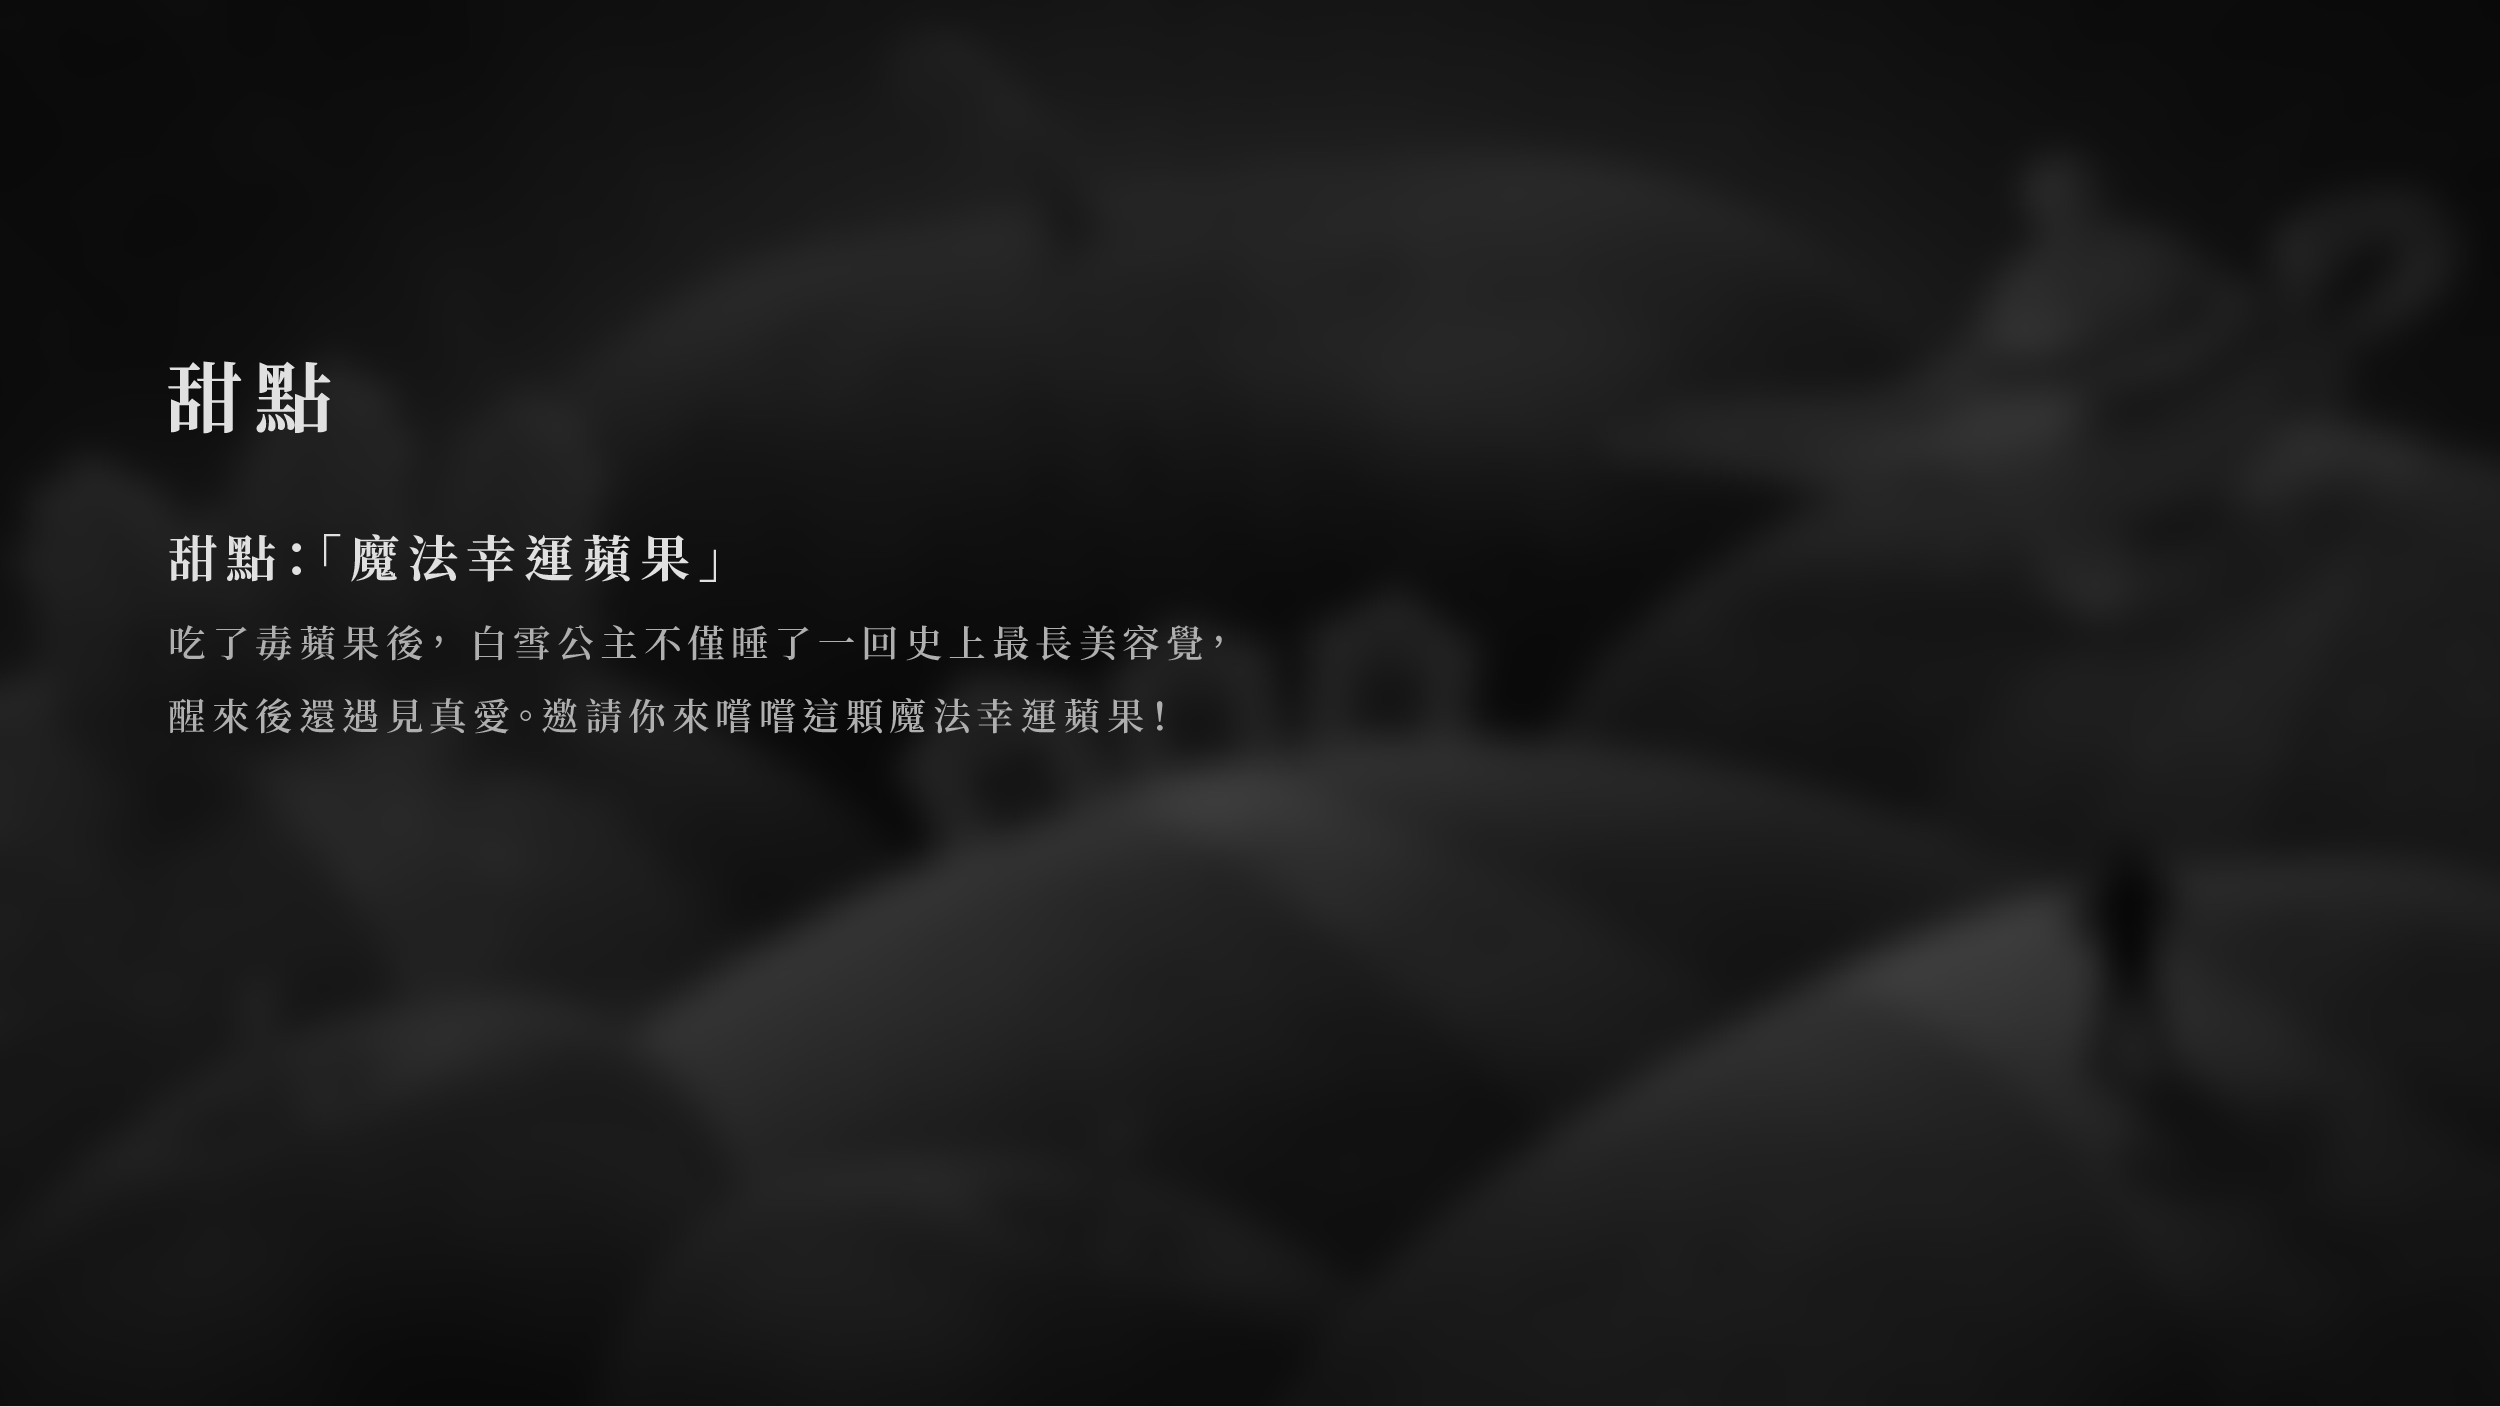 甜點
甜點：「魔法幸運蘋果」
吃了毒蘋果後，白雪公主不僅睡了一回史上最長美容覺，
醒來後還遇見真愛。邀請你來嚐嚐這顆魔法幸運蘋果！